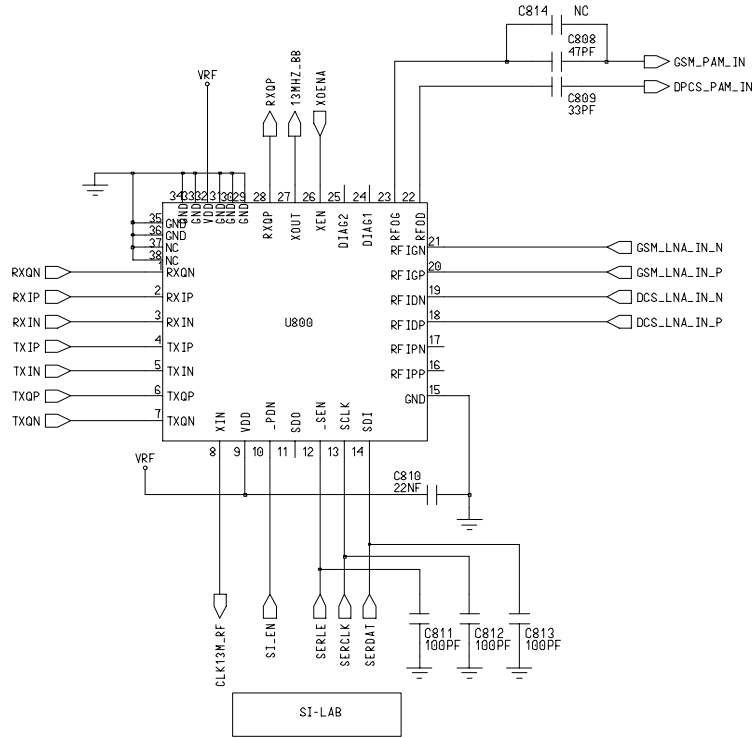 C814 NC
C808
47PF
GSM_PAM_IN
DPCS_PAM_IN
C809
33PF
VRF
RXQP
13MHZ_BB
XOENA
34 33 32 31 30 29 28 27 26 25 24 23 22
GND
GND
VDD
GND
GND
GND
RXQP
XOUT
XEN
DIAG2
DIAG1
RFOG
RFOD
35 GND
36 GND
37 NC
38 NC
RXQN 1 RXQN
RXIP 2 RXIP
RXIN 3 RXIN
TXIP 4 TXIP
TXIN 5 TXIN
TXQP 6 TXQP
TXQN 7 TXQN
U800
RFIGN 21 GSM_LNA_IN_N
RFIGP 20 GSM_LNA_IN_P
RFIDN 19 DCS_LNA_IN_N
RFIDP 18 DCS_LNA_IN_P
RFIPN 17
RFIPP 16
GND 15
XIN
VDD
_PDN
SDO
_SEN
SCLK
SDI
8 9 10 11 12 13 14
VRF
C810
22NF
CLK13M_RF
SI_EN
SERLE
SERCLK
SERDAT
C811
100PF
C812
100PF
C813
100PF
SI-LAB